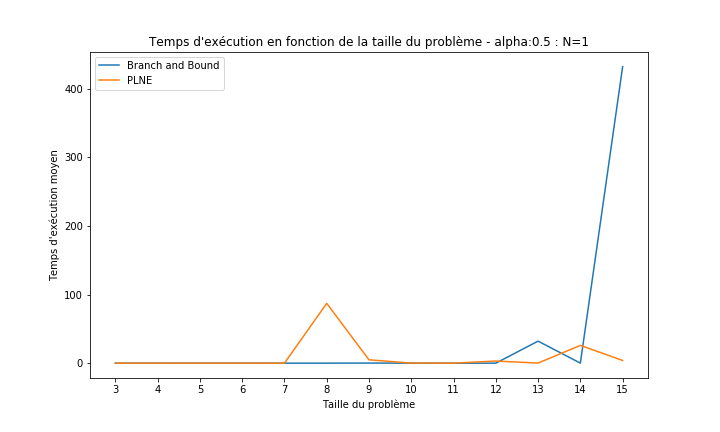 Temps d'exécution en fonction de la taille du problème - alpha:0.5 : N=1
Branch and Bound
PLNE
Temps d'exécution moyen
400
300
200
100
0
3 4 5 6 7 8 9 10 11 12 13 14 15
Taille du problème